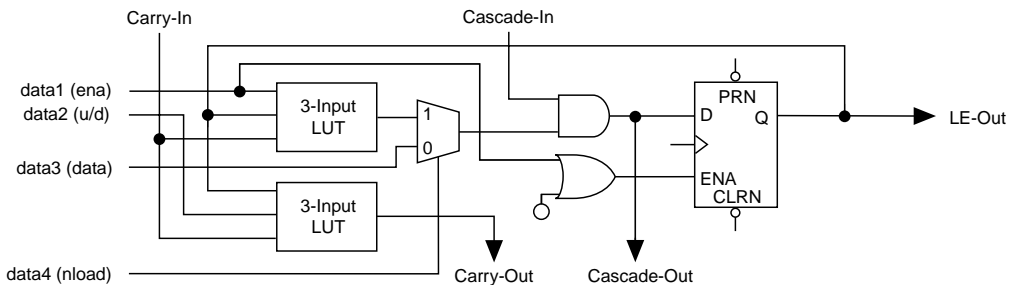 Carry-In
Cascade-In
data1 (ena)
data2 (u/d)
3-Input
LUT
1
0
PRN
D
Q
LE-Out
data3 (data)
ENA
CLRN
3-Input
LUT
data4 (nload)
Carry-Out
Cascade-Out